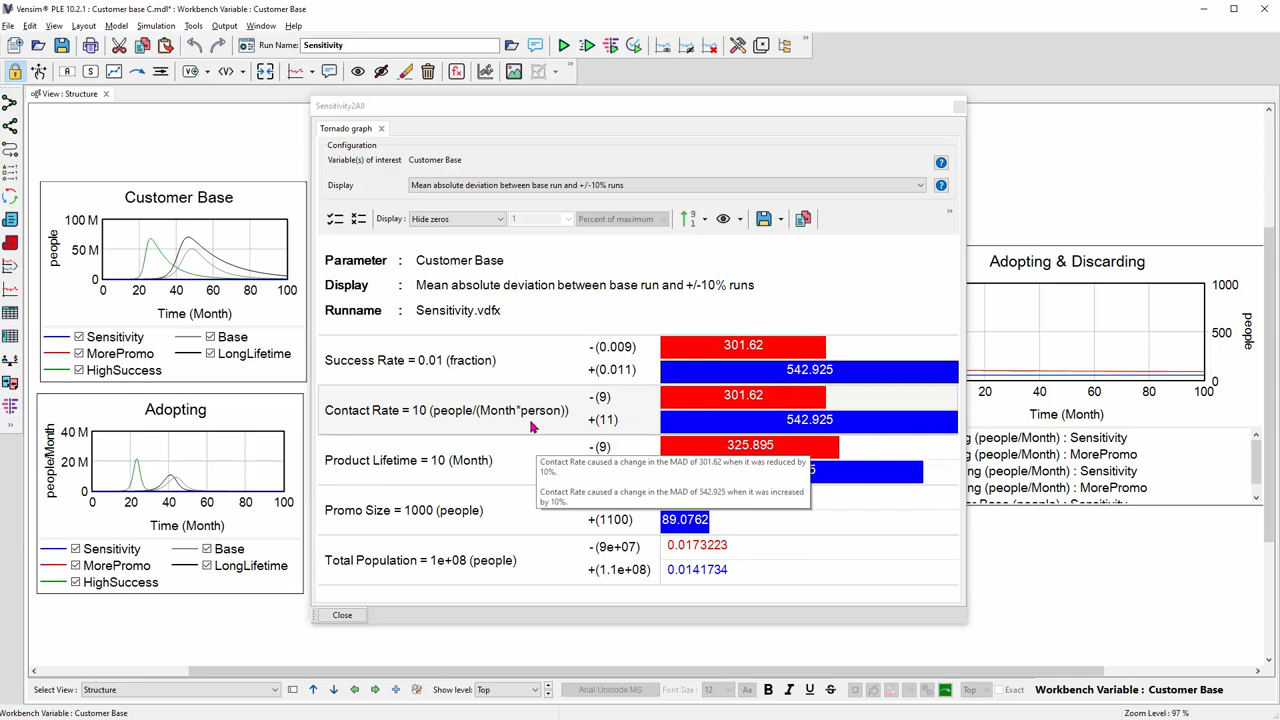 Vensim® PLE 10.2.1 : Customer base C.mdl* : Workbench Variable : Customer Base
File Edit View Layout Model Simulation Tools Output Window Help
Run Name: Sensitivity
View : Structure
Sensitivity2All
Tornado graph
Configuration
Variable(s) of interest Customer Base
Display Mean absolute deviation between base run and +/-10% runs
Display : Hide zeros 1 Percent of maximum
Parameter : Customer Base
Display : Mean absolute deviation between base run and +/-10% runs
Runname : Sensitivity.vdfx
Success Rate = 0.01 (fraction)
-(0.009) 301.62
+(0.011) 542.925
Contact Rate = 10 (people/(Month*person))
-(9) 301.62
+(11) 542.925
Product Lifetime = 10 (Month)
-(9) 325.895
5
Contact Rate caused a change in the MAD of 301.62 when it was reduced by
10%.
Contact Rate caused a change in the MAD of 542.925 when it was increased
by 10%.
Promo Size = 1000 (people)
+(1100) 89.0762
Total Population = 1e+08 (people)
-(9e+07) 0.0173223
+(1.1e+08) 0.0141734
Close
Customer Base
people
100 M
50 M
0
0 20 40 60 80 100
Time (Month)
Sensitivity Base
MorePromo LongLifetime
HighSuccess
Adopting
people/Month
40 M
20 M
0
0 20 40 60 80 100
Time (Month)
Sensitivity Base
MorePromo LongLifetime
HighSuccess
Adopting & Discarding
1000
500
0
people
80 100
Time (Month)
g (people/Month) : Sensitivity
g (people/Month) : MorePromo
ng (people/Month) : Sensitivity
ng (people/Month) : MorePromo
Select View : Structure Show level: Top Arial Unicode MS Font Size : 12 Aa B I U S Top Exact Workbench Variable : Customer Base
Workbench Variable : Customer Base Zoom Level : 97 %